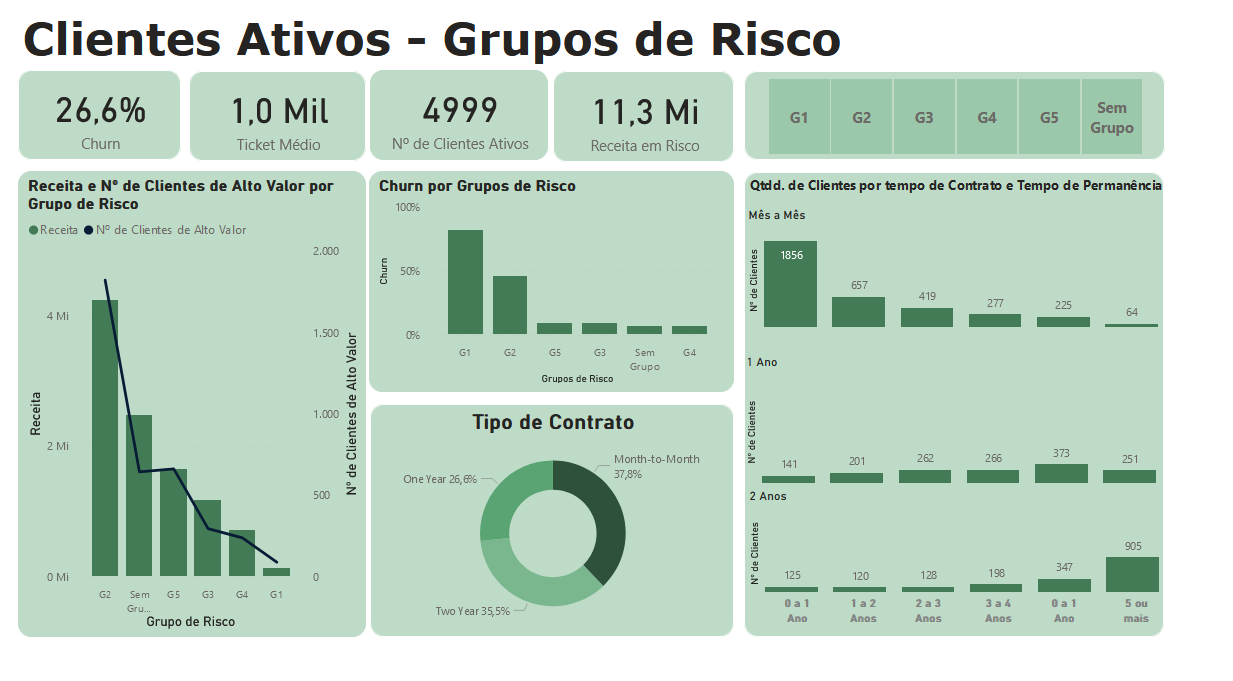 Clientes Ativos – Grupos de Risco
26,6%
Churn
1,0 Mil
Ticket Médio
4999
Nº de Clientes Ativos
11,3 Mi
Receita em Risco
G1
G2
G3
G4
G5
Sem
Grupo
Receita e Nº de Clientes de Alto Valor por
Grupo de Risco
Receita
Nº de Clientes de Alto Valor
2.000
1.500
1.000
500
0
4 Mi
2 Mi
0 Mi
Receita
Nº de Clientes de Alto Valor
G2
Sem
Gru...
G5
G3
G4
G1
Grupo de Risco
Churn por Grupos de Risco
100%
50%
0%
Churn
G1
G2
G5
G3
Sem
Grupo
G4
Grupos de Risco
Tipo de Contrato
Month-to-Month
37,8%
One Year 26,6%
Two Year 35,5%
Qtdd. de Clientes por tempo de Contrato e Tempo de Permanência
Mês a Mês
Nº de Clientes
1856
657
419
277
225
64
1 Ano
Nº de Clientes
141
201
262
266
373
251
2 Anos
Nº de Clientes
125
120
128
198
347
905
0 a 1
Ano
1 a 2
Anos
2 a 3
Anos
3 a 4
Anos
0 a 1
Ano
5 ou
mais